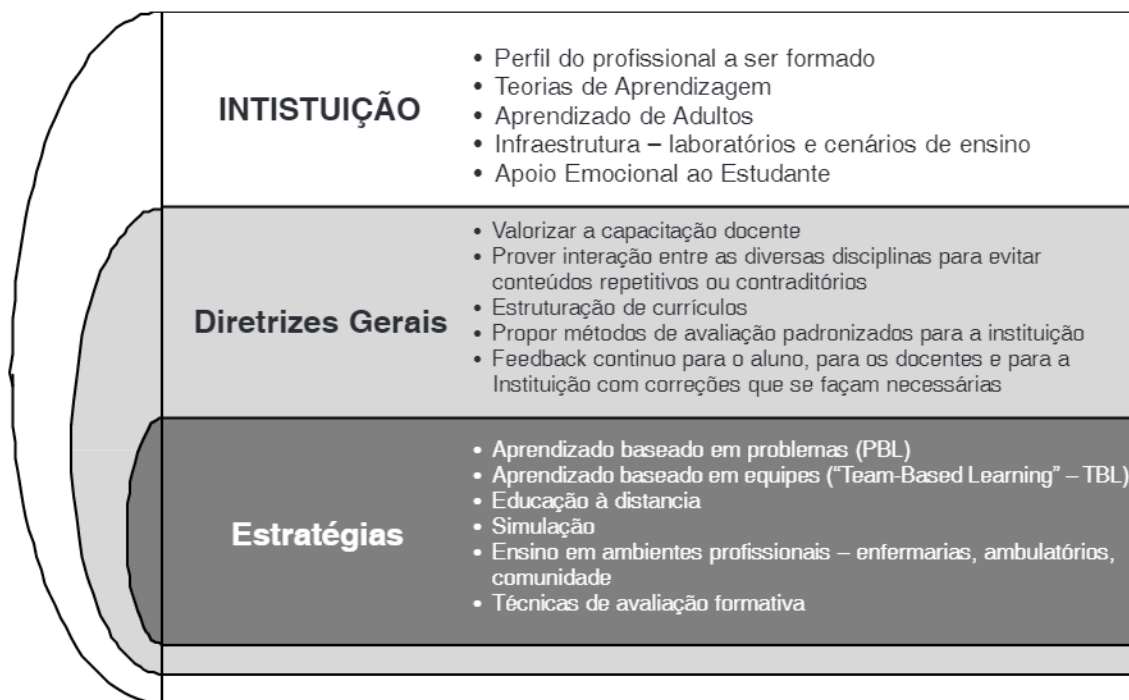 INTISTUIÇÃO
• Perfil do profissional a ser formado
• Teorias de Aprendizagem
• Aprendizado de Adultos
• Infraestrutura – laboratórios e cenários de ensino
• Apoio Emocional ao Estudante
Diretrizes Gerais
• Valorizar a capacitação docente
• Prover interação entre as diversas disciplinas para evitar
conteúdos repetitivos ou contraditórios
• Estruturação de currículos
• Propor métodos de avaliação padronizados para a instituição
• Feedback continuo para o aluno, para os docentes e para a
Instituição com correções que se façam necessárias
Estratégias
• Aprendizado baseado em problemas (PBL)
• Aprendizado baseado em equipes (“Team-Based Learning” – TBL)
• Educação à distancia
• Simulação
• Ensino em ambientes profissionais – enfermarias, ambulatórios,
comunidade
• Técnicas de avaliação formativa